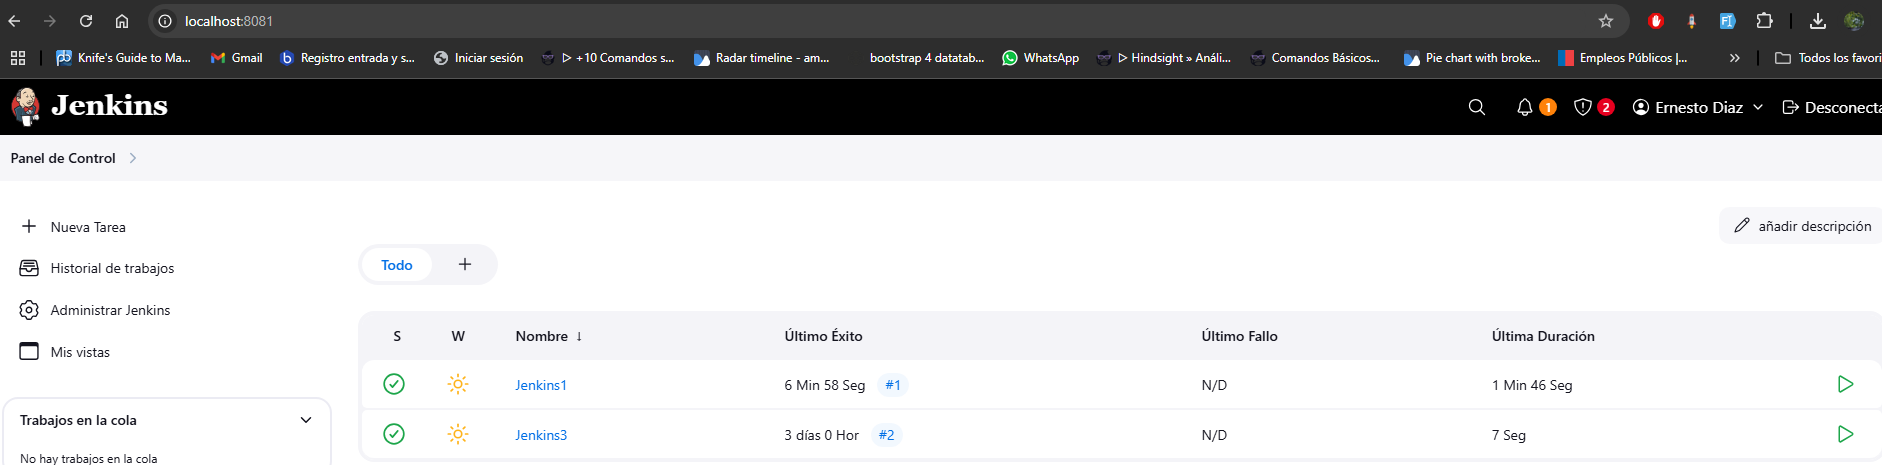 localhost:8081
Knife's Guide to Ma...
Gmail
Registro entrada y s...
Iniciar sesión
ᐅ +10 Comandos s...
Radar timeline - am...
bootstrap 4 datatab...
WhatsApp
ᐅ Hindsight » Análi...
Comandos Básicos...
Pie chart with broke...
Empleos Públicos |...
»
Todos los favori
Jenkins
1
2
Ernesto Diaz
Desconecta
Panel de Control
Nueva Tarea
añadir descripción
Historial de trabajos
Todo +
Administrar Jenkins
Mis vistas
S W Nombre ↓ Último Éxito Último Fallo Última Duración
Jenkins1 6 Min 58 Seg #1 N/D 1 Min 46 Seg
Trabajos en la cola
Jenkins3 3 días 0 Hor #2 N/D 7 Seg
No hay trabajos en la cola